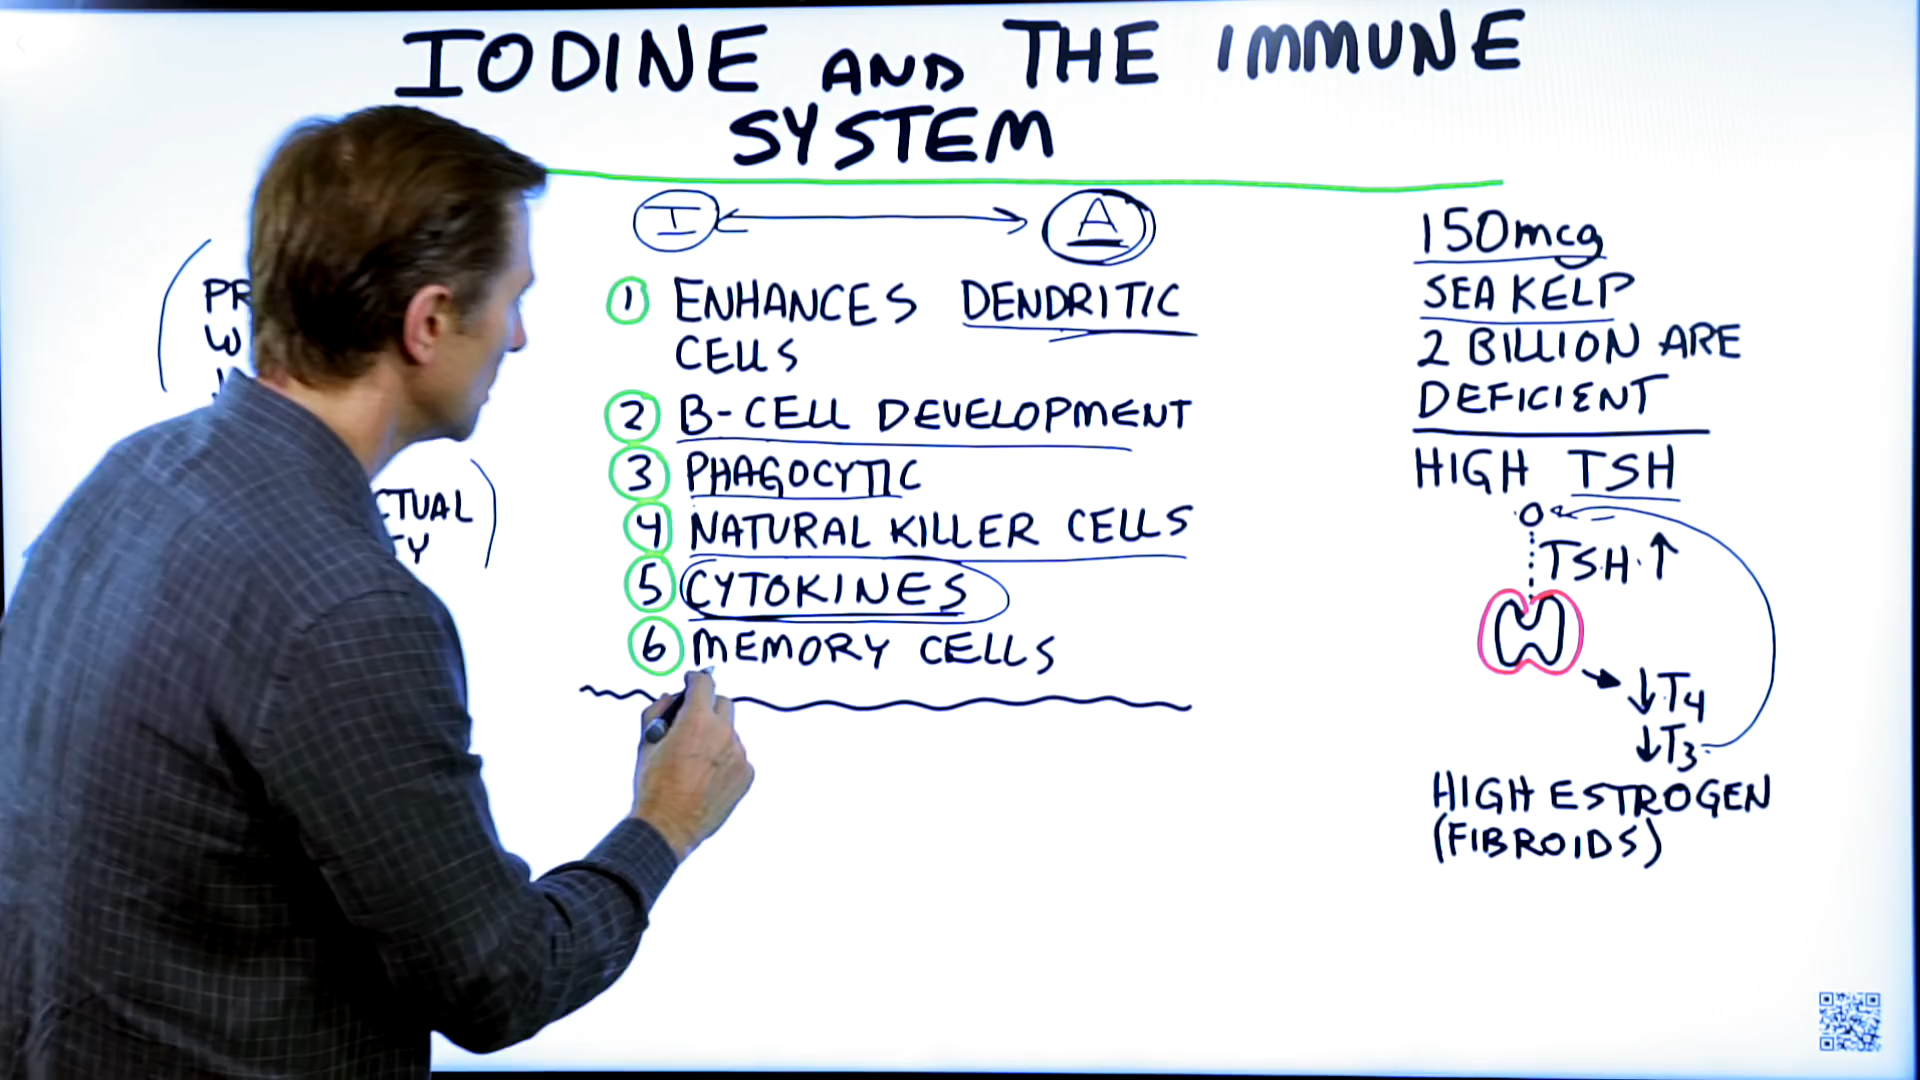 IODINE AND THE IMMUNE
SYSTEM
I
A
1 ENHANCES DENDRITIC
CELLS
2 B-CELL DEVELOPMENT
3 PHAGOCYTIC
4 NATURAL KILLER CELLS
5 CYTOKINES
6 MEMORY CELLS
150mcg
SEA KELP
2 BILLION ARE
DEFICIENT
HIGH TSH
TSH ↑
↓T4
↓T3
HIGH ESTROGEN
(FIBROIDS)